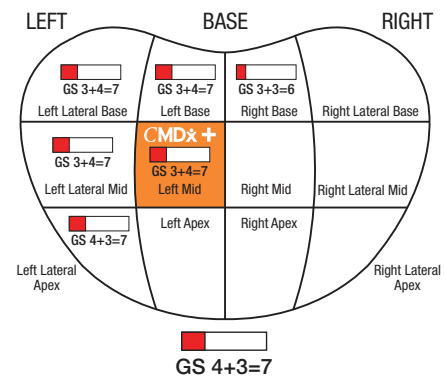 LEFT BASE RIGHT
GS 3+4=7 GS 3+4=7 GS 3+3=6
Left Lateral Base Left Base Right Base Right Lateral Base
CMDx +
GS 3+4=7 GS 3+4=7
Left Lateral Mid Left Mid Right Mid Right Lateral Mid
GS 4+3=7 Left Apex Right Apex
Left Lateral
Apex
Right Lateral
Apex
GS 4+3=7